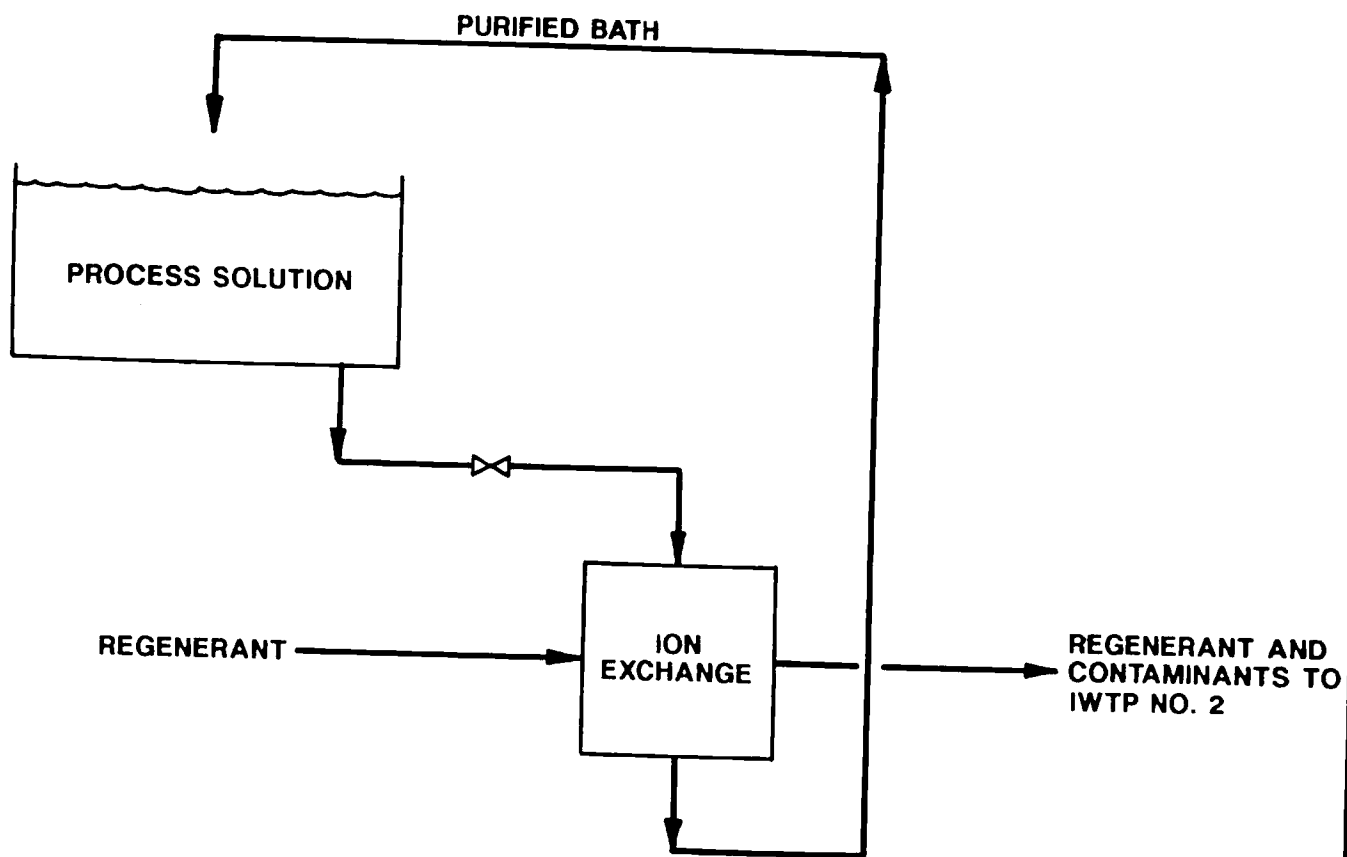 PURIFIED BATH
PROCESS SOLUTION
REGENERANT
ION
EXCHANGE
REGENERANT AND
CONTAMINANTS TO
IWTP NO. 2